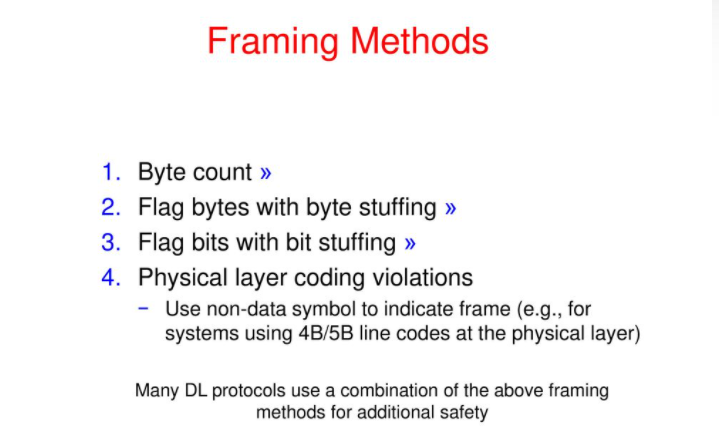 Framing Methods
1. Byte count »
2. Flag bytes with byte stuffing »
3. Flag bits with bit stuffing »
4. Physical layer coding violations
– Use non-data symbol to indicate frame (e.g., for
systems using 4B/5B line codes at the physical layer)
Many DL protocols use a combination of the above framing
methods for additional safety